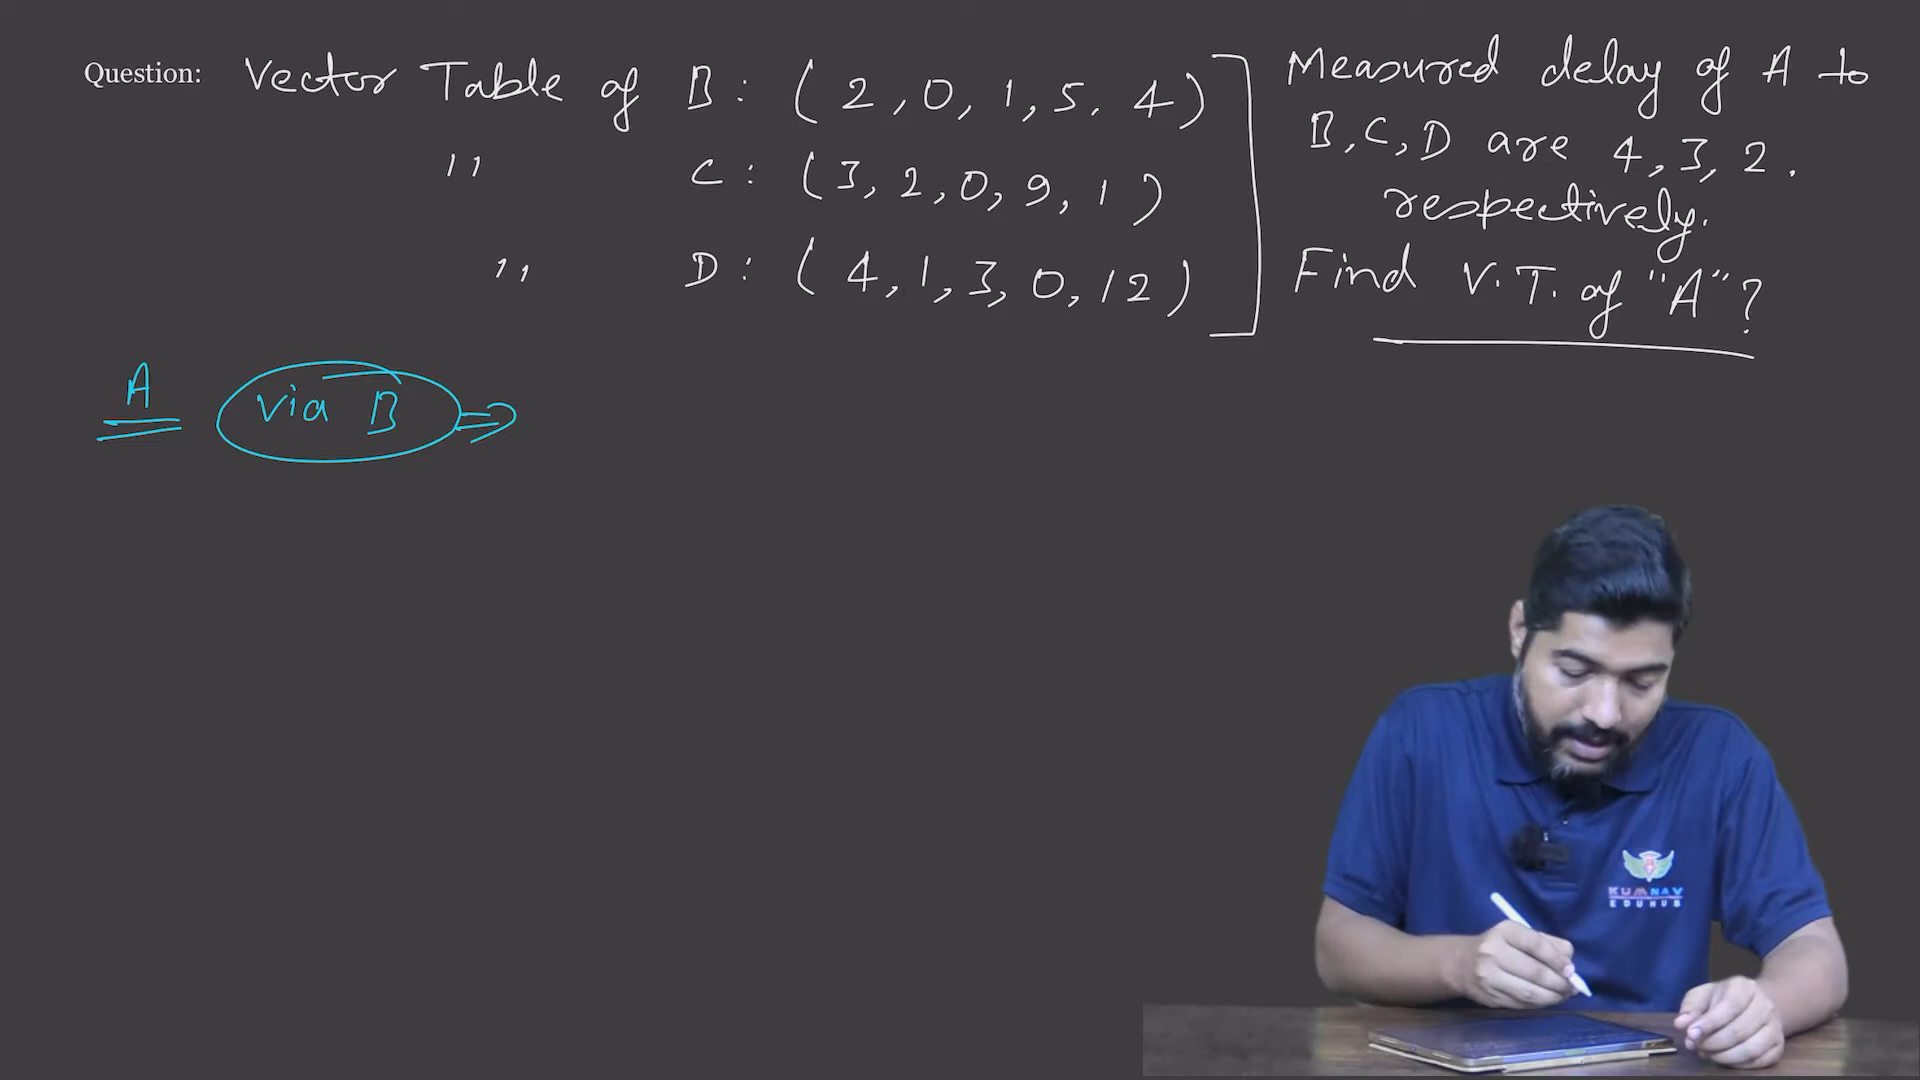 Question: Vector Table of B: (2, 0, 1, 5, 4)
" C: (3, 2, 0, 9, 1)
" D: (4, 1, 3, 0, 12)
Measured delay of A to
B, C, D are 4, 3, 2.
respectively.
Find V.T. of "A"?
A via B ⇒
KUMNAV
EDUHUB